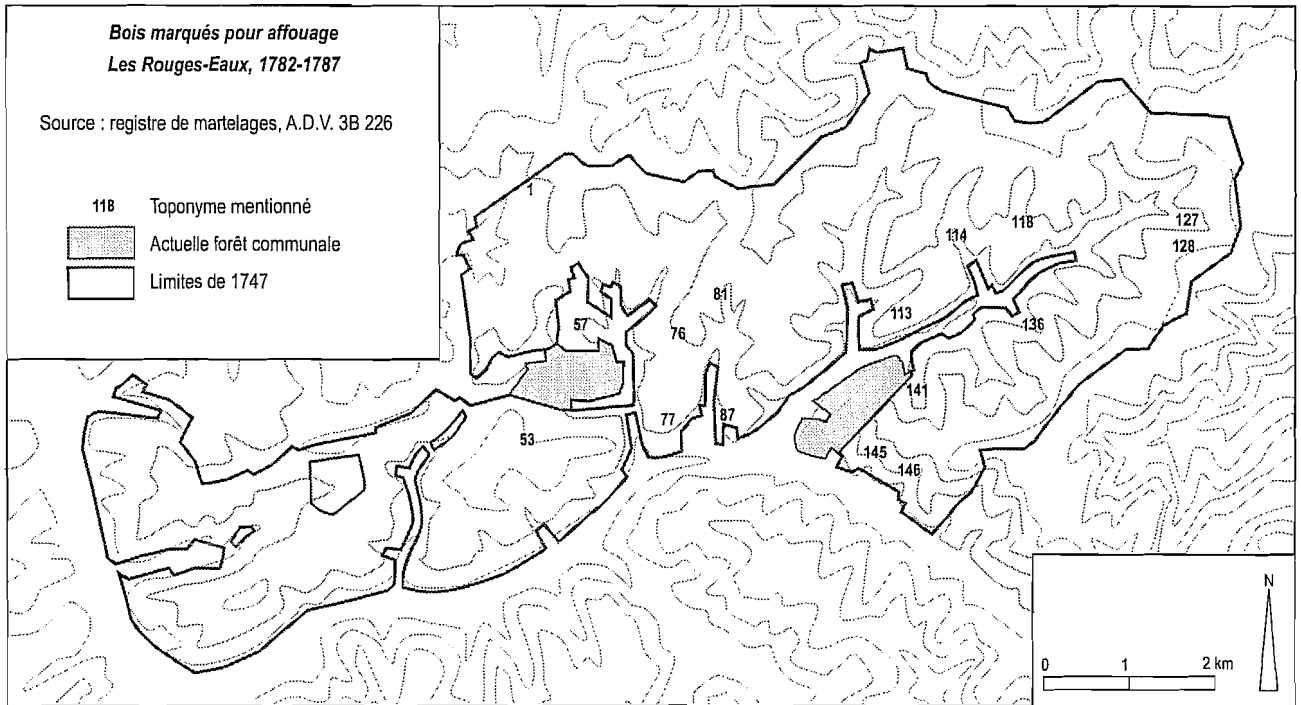 Bois marqués pour affouage
Les Rouges-Eaux, 1782-1787
Source : registre de martelages, A.D.V. 3B 226
118 Toponyme mentionné
Actuelle forêt communale
Limites de 1747
1
118
127
114
128
81
57
113
76
136
141
77
87
53
145
146
N
0 1 2 km